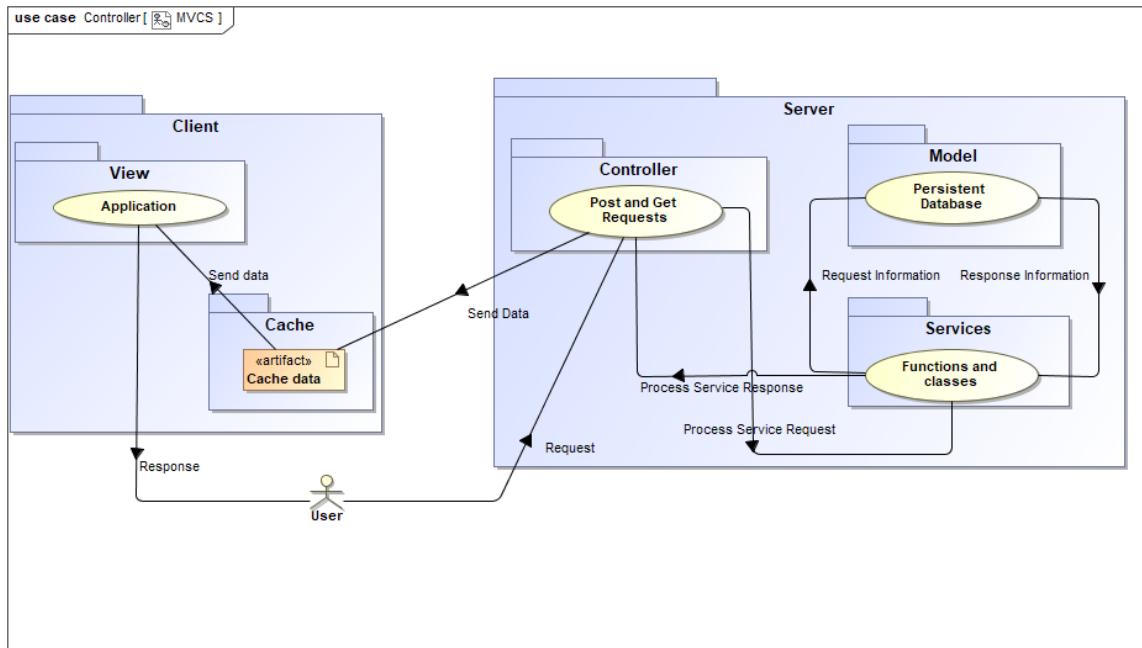 use case Controller [ MVCS ]
Client
View
Application
Send data
Cache
«artifact»
Cache data
Response
User
Request
Send Data
Server
Controller
Post and Get
Requests
Model
Persistent
Database
Request Information
Response Information
Services
Functions and
classes
Process Service Response
Process Service Request